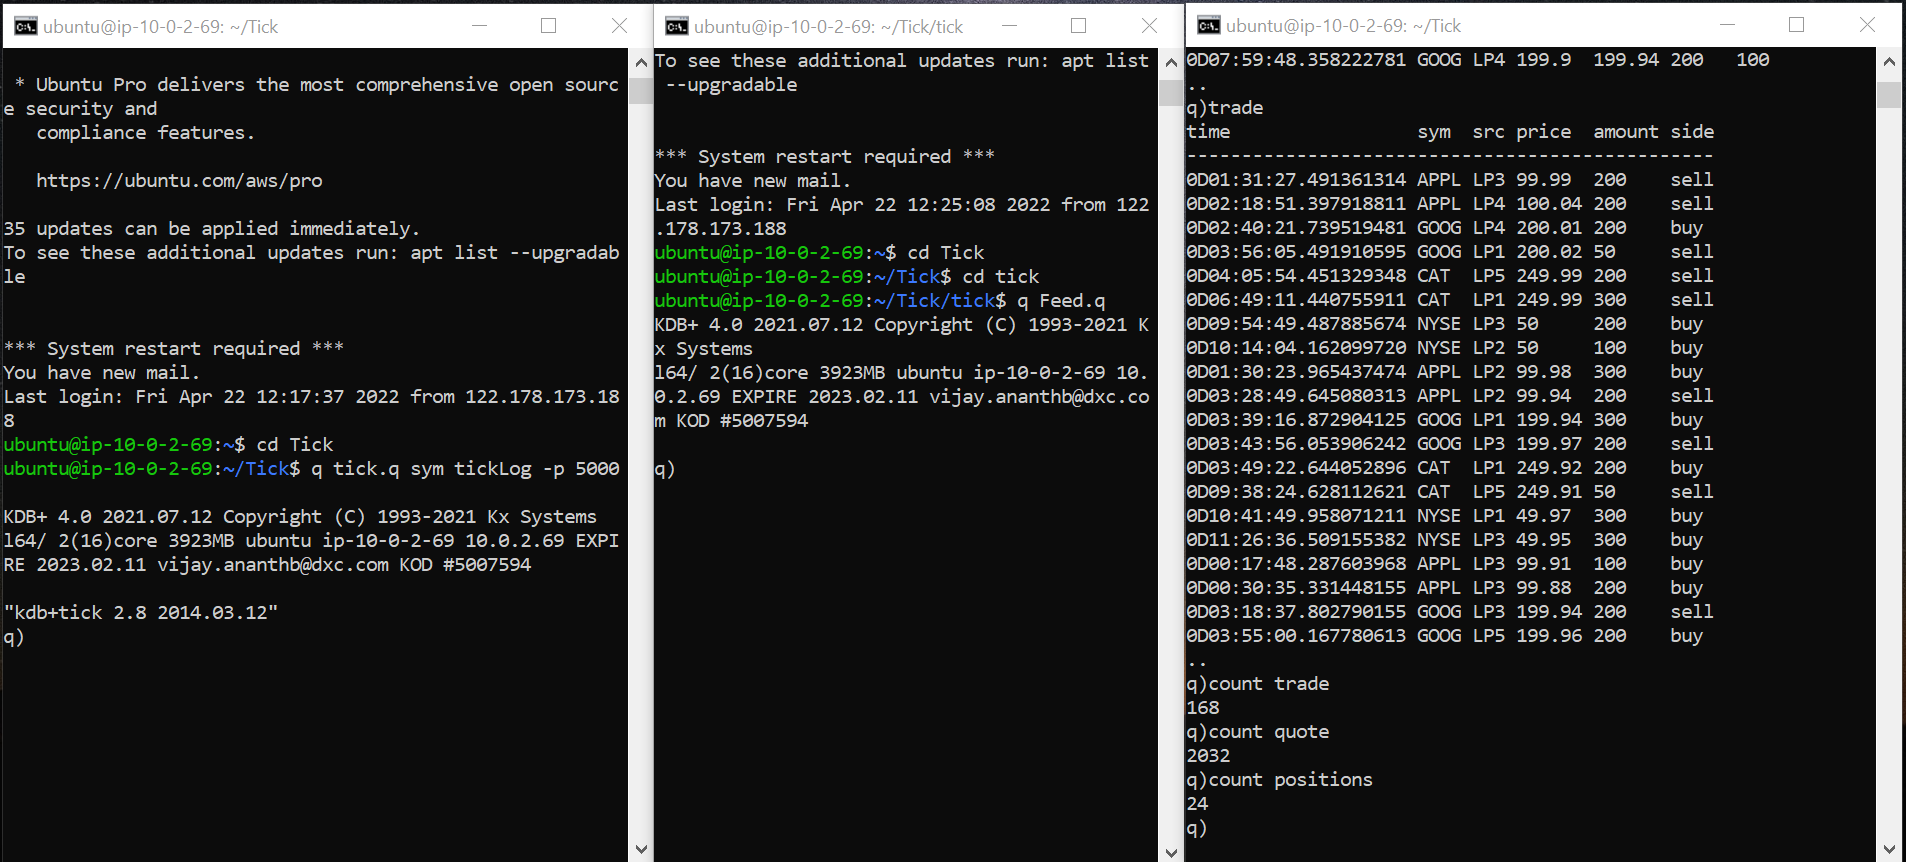 ubuntu@ip-10-0-2-69: ~/Tick
 * Ubuntu Pro delivers the most comprehensive open sourc
e security and
   compliance features.
   https://ubuntu.com/aws/pro
35 updates can be applied immediately.
To see these additional updates run: apt list --upgradab
le
*** System restart required ***
You have new mail.
Last login: Fri Apr 22 12:17:37 2022 from 122.178.173.18
8
ubuntu@ip-10-0-2-69:~$ cd Tick
ubuntu@ip-10-0-2-69:~/Tick$ q tick.q sym tickLog -p 5000
KDB+ 4.0 2021.07.12 Copyright (C) 1993-2021 Kx Systems
l64/ 2(16)core 3923MB ubuntu ip-10-0-2-69 10.0.2.69 EXPI
RE 2023.02.11 vijay.ananthb@dxc.com KOD #5007594
"kdb+tick 2.8 2014.03.12"
q)
ubuntu@ip-10-0-2-69: ~/Tick/tick
To see these additional updates run: apt list
 --upgradable
*** System restart required ***
You have new mail.
Last login: Fri Apr 22 12:25:08 2022 from 122
.178.173.188
ubuntu@ip-10-0-2-69:~$ cd Tick
ubuntu@ip-10-0-2-69:~/Tick$ cd tick
ubuntu@ip-10-0-2-69:~/Tick/tick$ q Feed.q
KDB+ 4.0 2021.07.12 Copyright (C) 1993-2021 K
x Systems
l64/ 2(16)core 3923MB ubuntu ip-10-0-2-69 10.
0.2.69 EXPIRE 2023.02.11 vijay.ananthb@dxc.co
m KOD #5007594
q)
ubuntu@ip-10-0-2-69: ~/Tick
0D07:59:48.358222781 GOOG LP4 199.9  199.94 200   100
..
q)trade
time                 sym  src price  amount side
------------------------------------------------
0D01:31:27.491361314 APPL LP3 99.99  200    sell
0D02:18:51.397918811 APPL LP4 100.04 200    sell
0D02:40:21.739519481 GOOG LP4 200.01 200    buy
0D03:56:05.491910595 GOOG LP1 200.02 50     sell
0D04:05:54.451329348 CAT  LP5 249.99 200    sell
0D06:49:11.440755911 CAT  LP1 249.99 300    sell
0D09:54:49.487885674 NYSE LP3 50     200    buy
0D10:14:04.162099720 NYSE LP2 50     100    buy
0D01:30:23.965437474 APPL LP2 99.98  300    buy
0D03:28:49.645080313 APPL LP2 99.94  200    sell
0D03:39:16.872904125 GOOG LP1 199.94 300    buy
0D03:43:56.053906242 GOOG LP3 199.97 200    sell
0D03:49:22.644052896 CAT  LP1 249.92 200    buy
0D09:38:24.628112621 CAT  LP5 249.91 50     sell
0D10:41:49.958071211 NYSE LP1 49.97  300    buy
0D11:26:36.509155382 NYSE LP3 49.95  300    buy
0D00:17:48.287603968 APPL LP3 99.91  100    buy
0D00:30:35.331448155 APPL LP3 99.88  200    buy
0D03:18:37.802790155 GOOG LP3 199.94 200    sell
0D03:55:00.167780613 GOOG LP5 199.96 200    buy
..
q)count trade
168
q)count quote
2032
q)count positions
24
q)